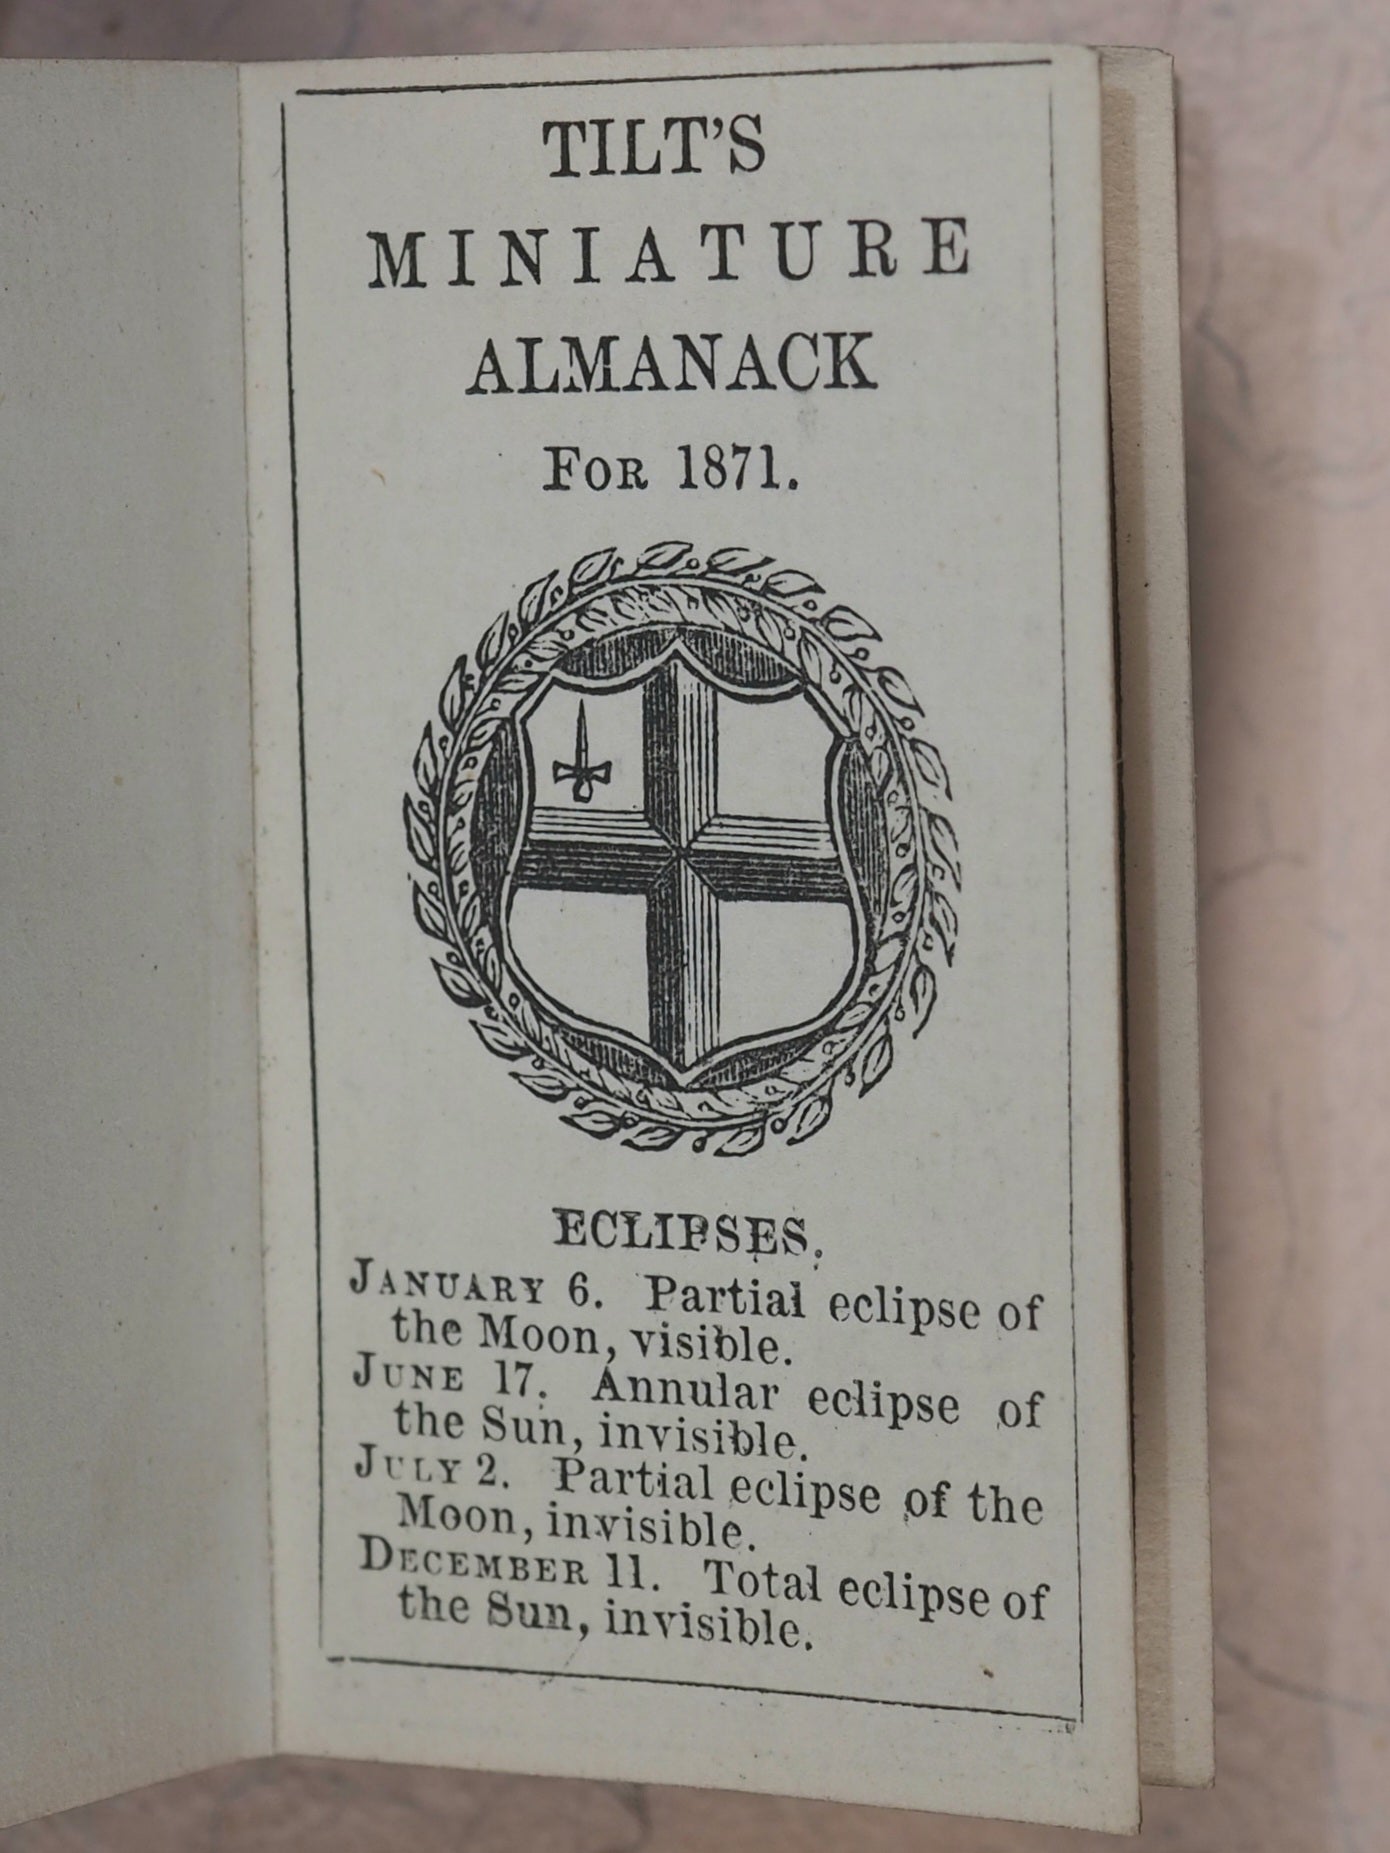 TILT'S
MINIATURE
ALMANACK
FOR 1871.
ECLIPSES.
JANUARY 6. Partial eclipse of
the Moon, visible.
JUNE 17. Annular eclipse of
the Sun, invisible.
JULY 2. Partial eclipse of the
Moon, invisible.
DECEMBER 11. Total eclipse of
the Sun, invisible.